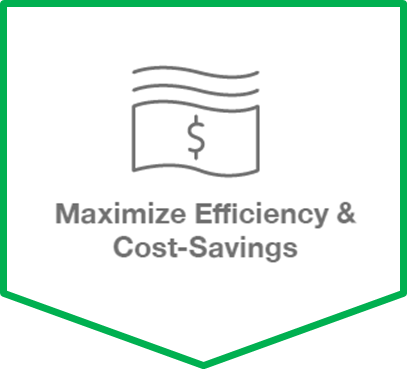 $
Maximize Efficiency &
Cost-Savings